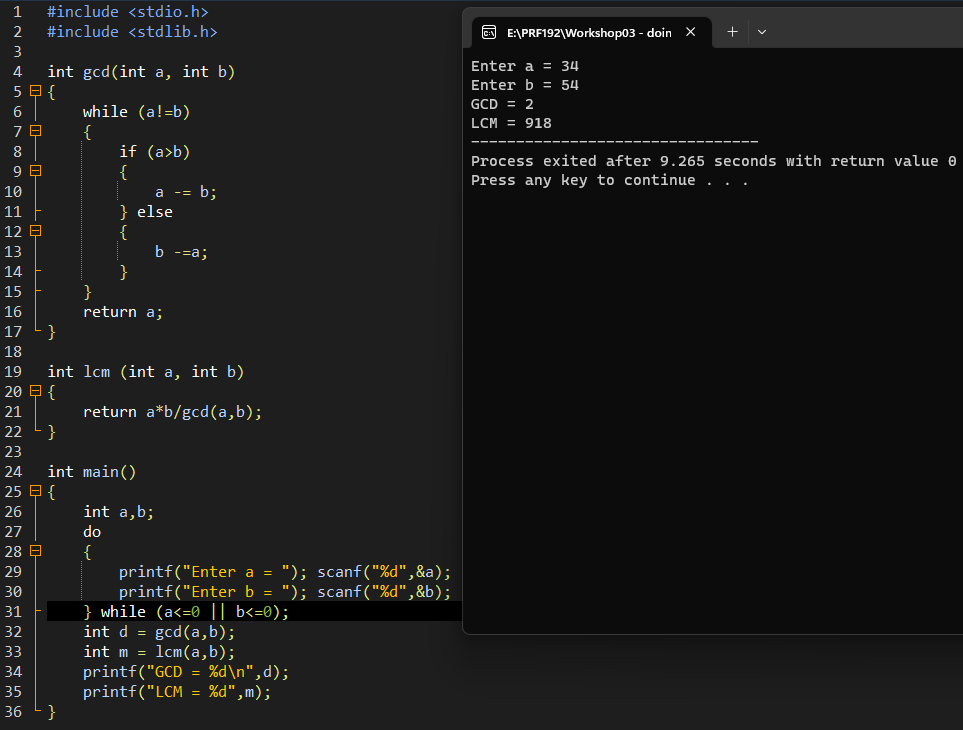 1 #include <stdio.h>
2 #include <stdlib.h>
3
4 int gcd(int a, int b)
5 {
6 while (a!=b)
7 {
8 if (a>b)
9 {
10 a -= b;
11 } else
12 {
13 b -=a;
14 }
15 }
16 return a;
17 }
18
19 int lcm (int a, int b)
20 {
21 return a*b/gcd(a,b);
22 }
23
24 int main()
25 {
26 int a,b;
27 do
28 {
29 printf("Enter a = "); scanf("%d",&a);
30 printf("Enter b = "); scanf("%d",&b);
31 } while (a<=0 || b<=0);
32 int d = gcd(a,b);
33 int m = lcm(a,b);
34 printf("GCD = %d\n",d);
35 printf("LCM = %d",m);
36 }
E:\PRF192\Workshop03 - doin
Enter a = 34
Enter b = 54
GCD = 2
LCM = 918
--------------------------------
Process exited after 9.265 seconds with return value 0
Press any key to continue . . .